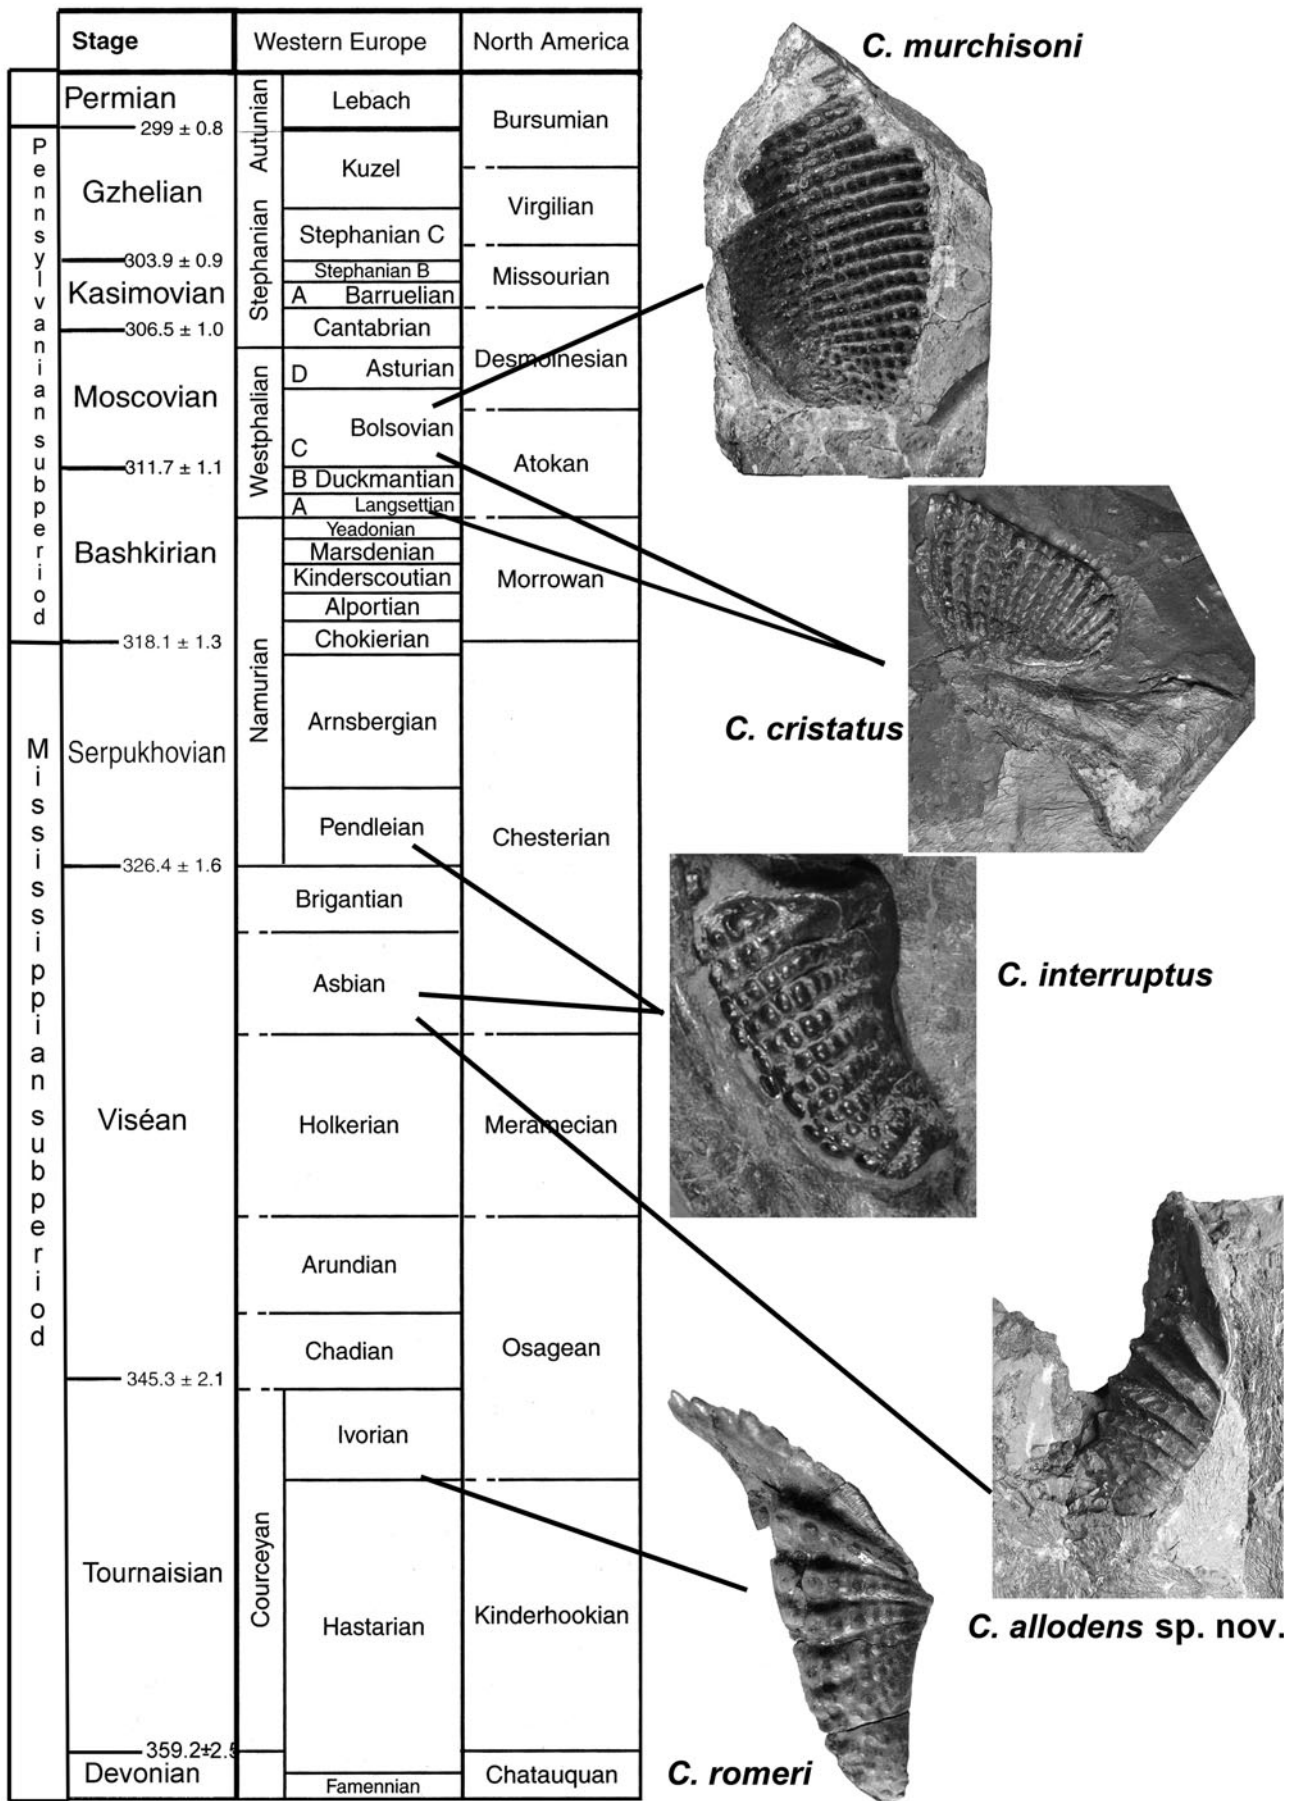 Stage
Western Europe
North America
Permian
299 ± 0.8
Gzhelian
303.9 ± 0.9
Kasimovian
306.5 ± 1.0
Moscovian
311.7 ± 1.1
Bashkirian
318.1 ± 1.3
Serpukhovian
326.4 ± 1.6
Viséan
345.3 ± 2.1
Tournaisian
359.2±2.5
Devonian
Pennsylvanian subperiod
Mississippian subperiod
Autunian
Stephanian
Westphalian
Namurian
Courceyan
Lebach
Kuzel
Stephanian C
Stephanian B
A Barruelian
Cantabrian
D Asturian
C Bolsovian
B Duckmantian
A Langsettian
Yeadonian
Marsdenian
Kinderscoutian
Alportian
Chokierian
Arnsbergian
Pendleian
Brigantian
Asbian
Holkerian
Arundian
Chadian
Ivorian
Hastarian
Famennian
Bursumian
Virgilian
Missourian
Desmoinesian
Atokan
Morrowan
Chesterian
Meramecian
Osagean
Kinderhookian
Chatauquan
C. murchisoni
C. cristatus
C. interruptus
C. allodens sp. nov.
C. romeri